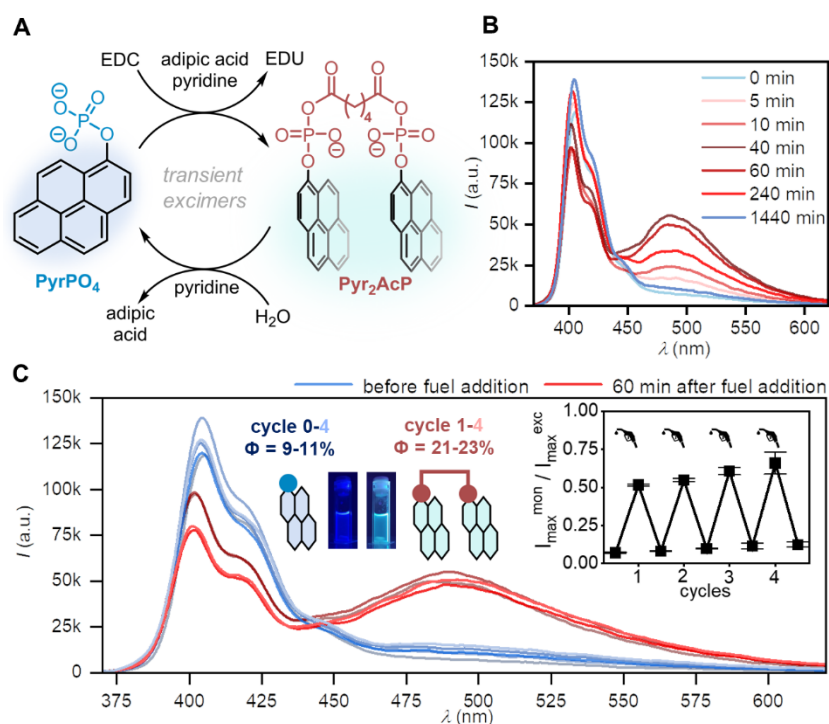 A
EDC
adipic acid
pyridine
EDU
O
O
4
⊖
O
O
P
⊖
O
O
O
O
O
P
O⊖
O
⊖O
P
O
O
transient
excimers
PyrPO4
Pyr2AcP
pyridine
adipic
acid
H2O
B
150k
125k
100k
75k
50k
25k
0
I (a.u.)
0 min
5 min
10 min
40 min
60 min
240 min
1440 min
400
450
500
550
600
λ (nm)
C
before fuel addition
60 min after fuel addition
150k
125k
100k
75k
50k
25k
0
I (a.u.)
cycle 0-4
Φ = 9-11%
cycle 1-4
Φ = 21-23%
1.00
0.75
0.50
0.25
0.00
Imax mon / Imax exc
1
2
3
4
cycles
375
400
425
450
475
500
525
550
575
600
λ (nm)